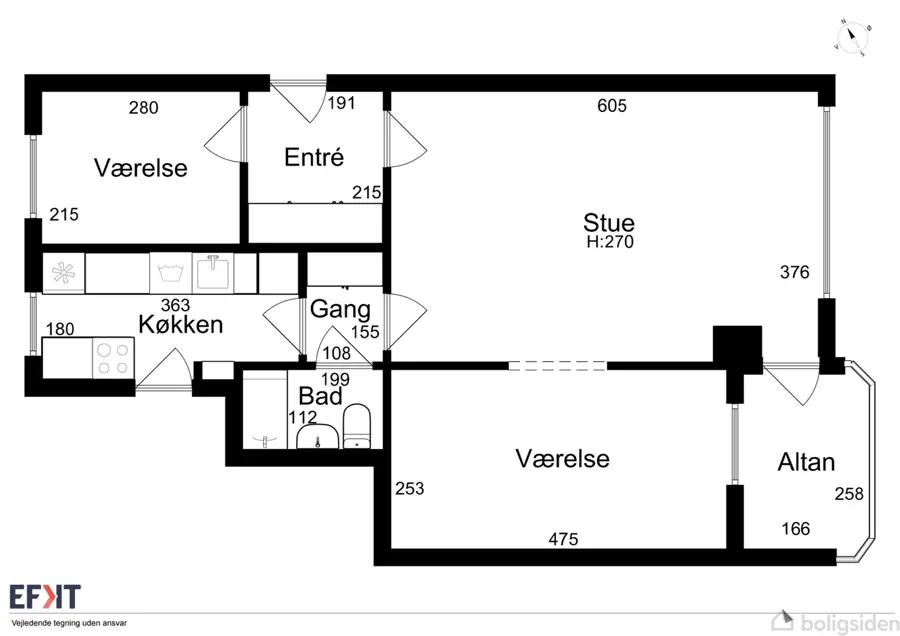 N
Ø
V
S
280
191
605
Værelse
Entré
215
215
Stue
H:270
376
363
Gang
180
Køkken
155
108
199
Bad
112
Værelse
Altan
253
258
475
166
EFKT
Vejledende tegning uden ansvar
boligsiden